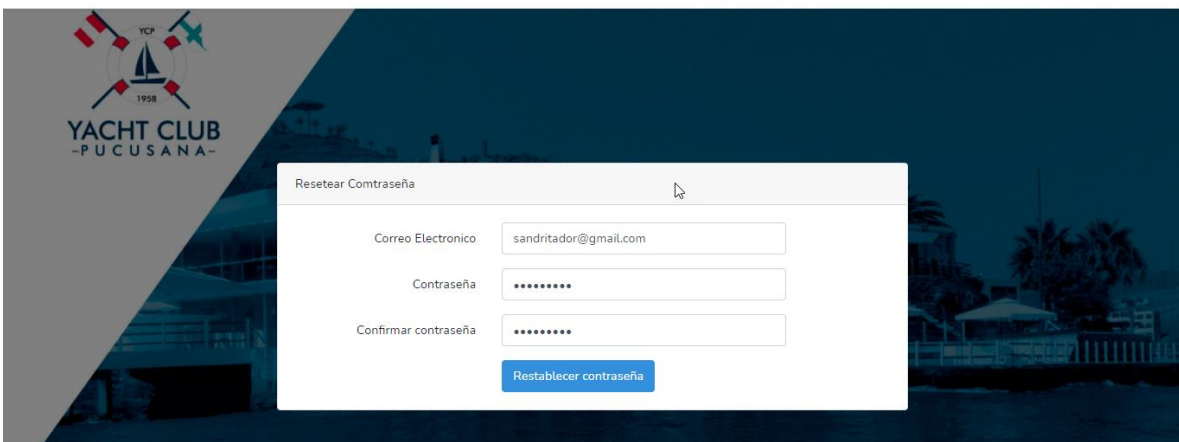 YCP
1958
YACHT CLUB
-PUCUSANA-
Resetear Comtraseña
Correo Electronico sandritador@gmail.com
Contraseña •••••••••
Confirmar contraseña •••••••••
Restablecer contraseña